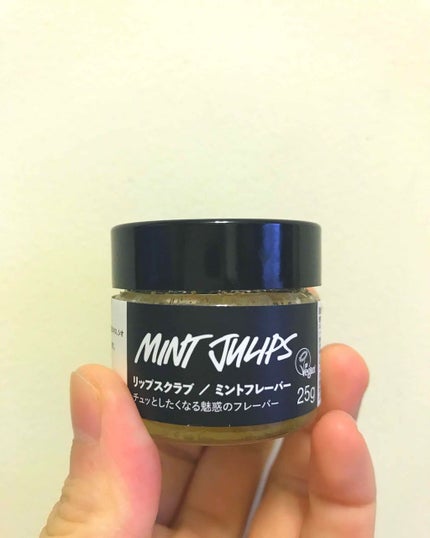 MINT JULIPS
Vegan
リップスクラブ / ミントフレーバー
チュッとしたくなる魅惑のフレーバー
25g